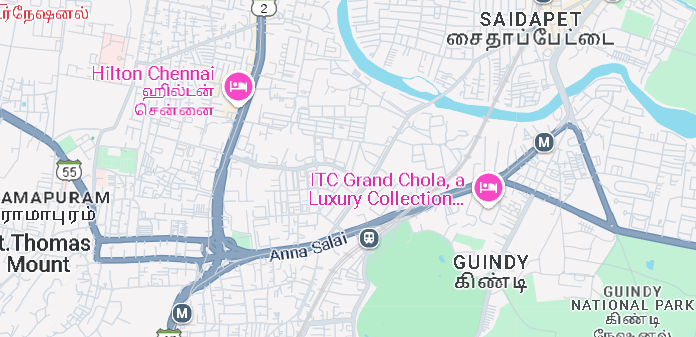 ர்நேஷனல்
2
SAIDAPET
சைதாப்பேட்டை
Hilton Chennai
ஹில்டன்
சென்னை
M
55
AMAPURAM
ராமாபுரம்
ITC Grand Chola, a
Luxury Collection...
t.Thomas
Mount
Anna Salai
GUINDY
கிண்டி
GUINDY
NATIONAL PARK
கிண்டி
நேஷனல்
M